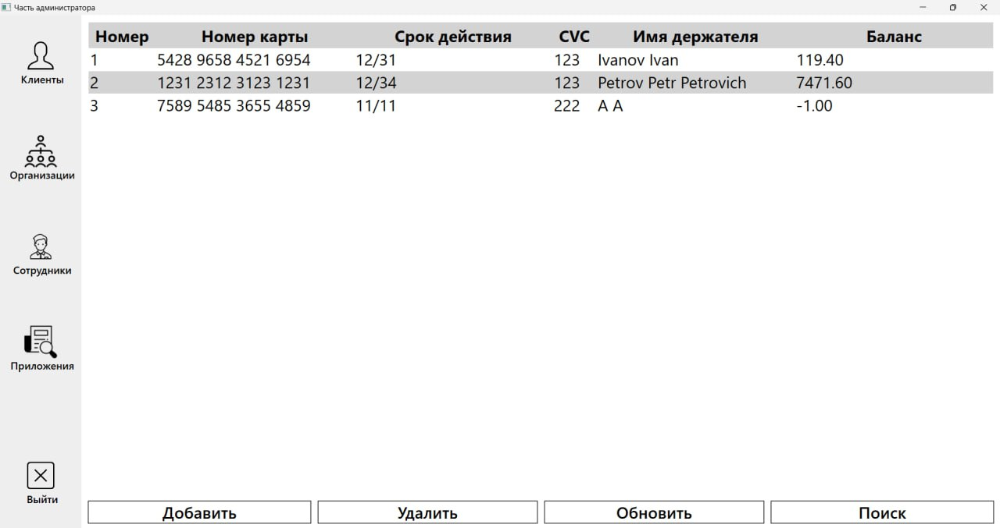 Часть администратора
Клиенты
Организации
Сотрудники
Приложения
Выйти
Номер Номер карты Срок действия CVC Имя держателя Баланс
1 5428 9658 4521 6954 12/31 123 Ivanov Ivan 119.40
2 1231 2312 3123 1231 12/34 123 Petrov Petr Petrovich 7471.60
3 7589 5485 3655 4859 11/11 222 A A -1.00
Добавить Удалить Обновить Поиск